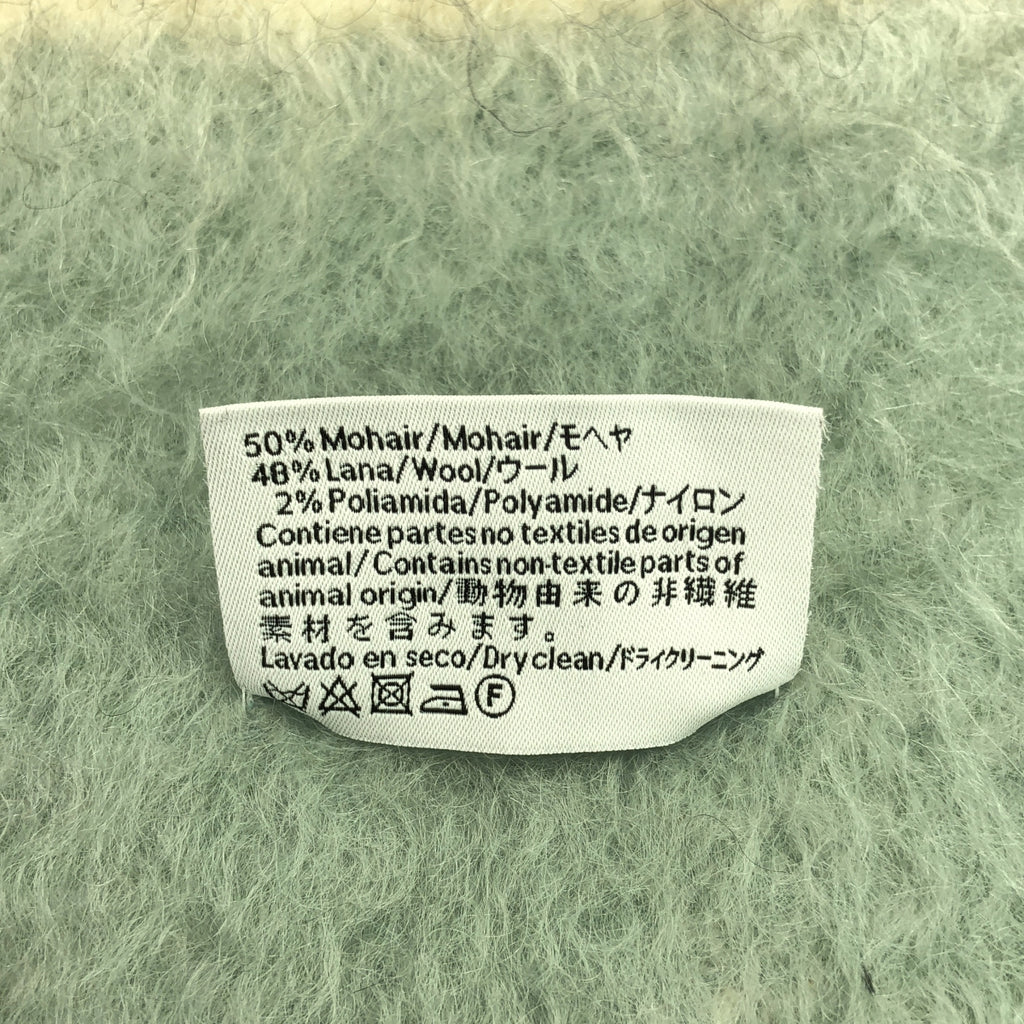 50% Mohair/Mohair/モヘヤ
48% Lana/Wool/ウール
2% Poliamida/Polyamide/ナイロン
Contiene partes no textiles de origen
animal/Contains non-textile parts of
animal origin/動物由来の非繊維
素材を含みます。
Lavado en seco/Dry clean/ドライクリーニング
F